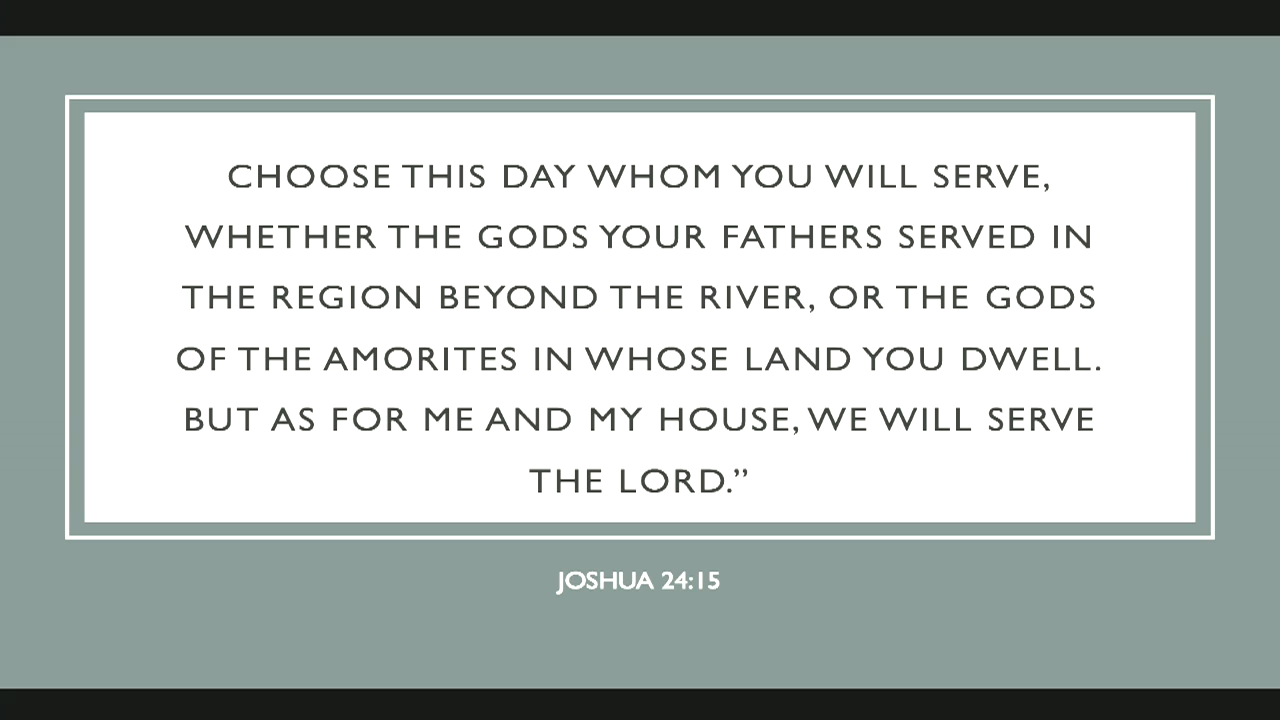 CHOOSE THIS DAY WHOM YOU WILL SERVE,
WHETHER THE GODS YOUR FATHERS SERVED IN
THE REGION BEYOND THE RIVER, OR THE GODS
OF THE AMORITES IN WHOSE LAND YOU DWELL.
BUT AS FOR ME AND MY HOUSE, WE WILL SERVE
THE LORD.”
JOSHUA 24:15